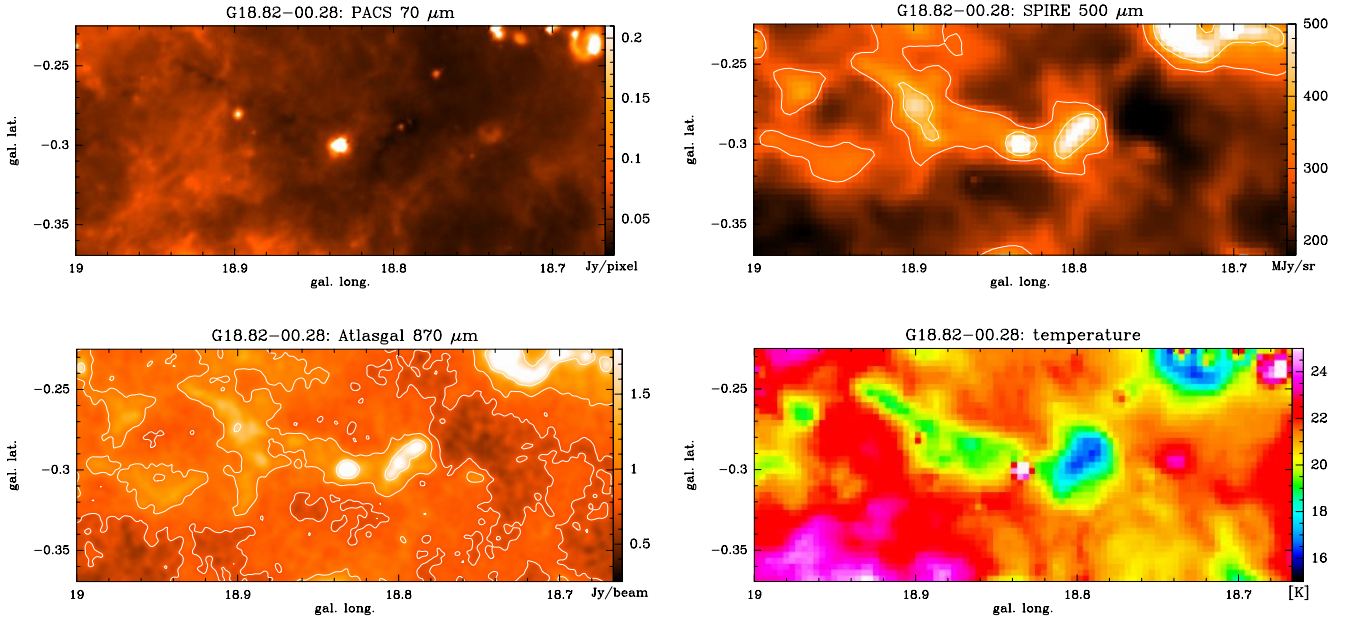 G18.82−00.28: PACS 70 μm
gal. lat.
−0.25
−0.3
−0.35
19
18.9
18.8
18.7
gal. long.
0.2
0.15
0.1
0.05
Jy/pixel
G18.82−00.28: SPIRE 500 μm
gal. lat.
−0.25
−0.3
−0.35
19
18.9
18.8
18.7
gal. long.
500
400
300
200
MJy/sr
G18.82−00.28: Atlasgal 870 μm
gal. lat.
−0.25
−0.3
−0.35
19
18.9
18.8
18.7
gal. long.
1.5
1
0.5
Jy/beam
G18.82−00.28: temperature
gal. lat.
−0.25
−0.3
−0.35
19
18.9
18.8
18.7
gal. long.
24
22
20
18
16
[K]